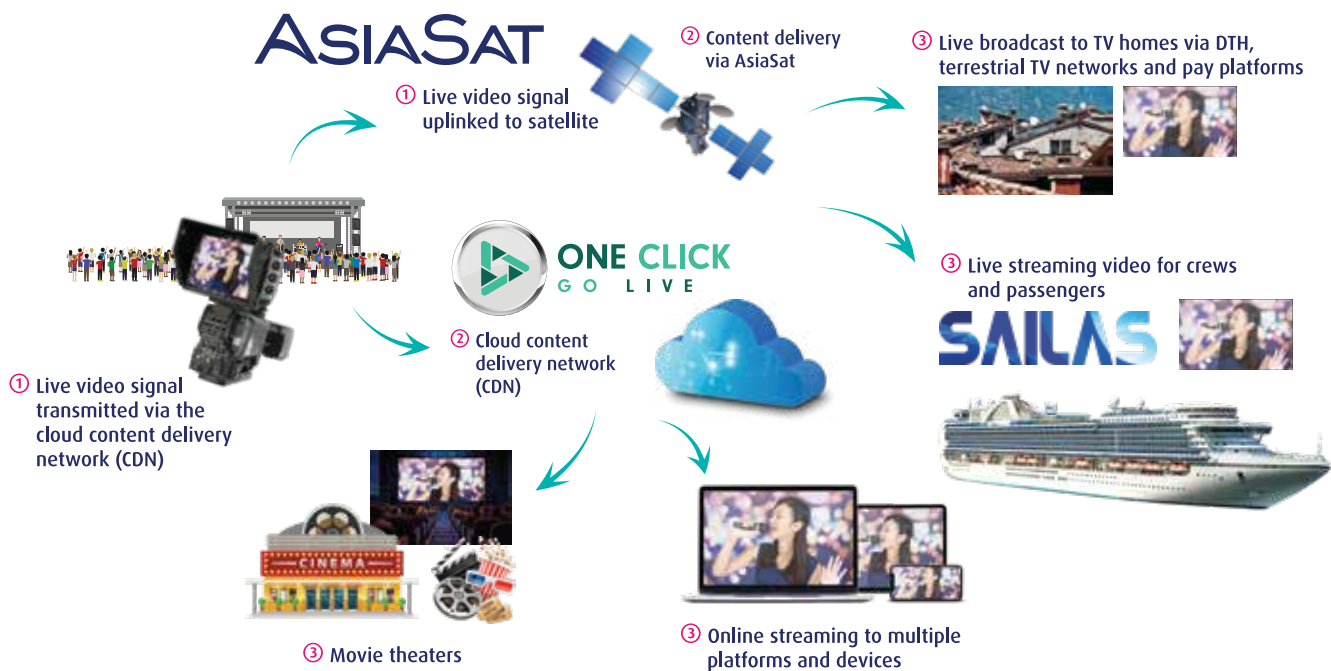 ASIASAT
① Live video signal
uplinked to satellite
② Content delivery
via AsiaSat
③ Live broadcast to TV homes via DTH,
terrestrial TV networks and pay platforms
ONE CLICK
GO LIVE
③ Live streaming video for crews
and passengers
SAILAS
② Cloud content
delivery network
(CDN)
① Live video signal
transmitted via the
cloud content delivery
network (CDN)
CINEMA
③ Movie theaters
③ Online streaming to multiple
platforms and devices